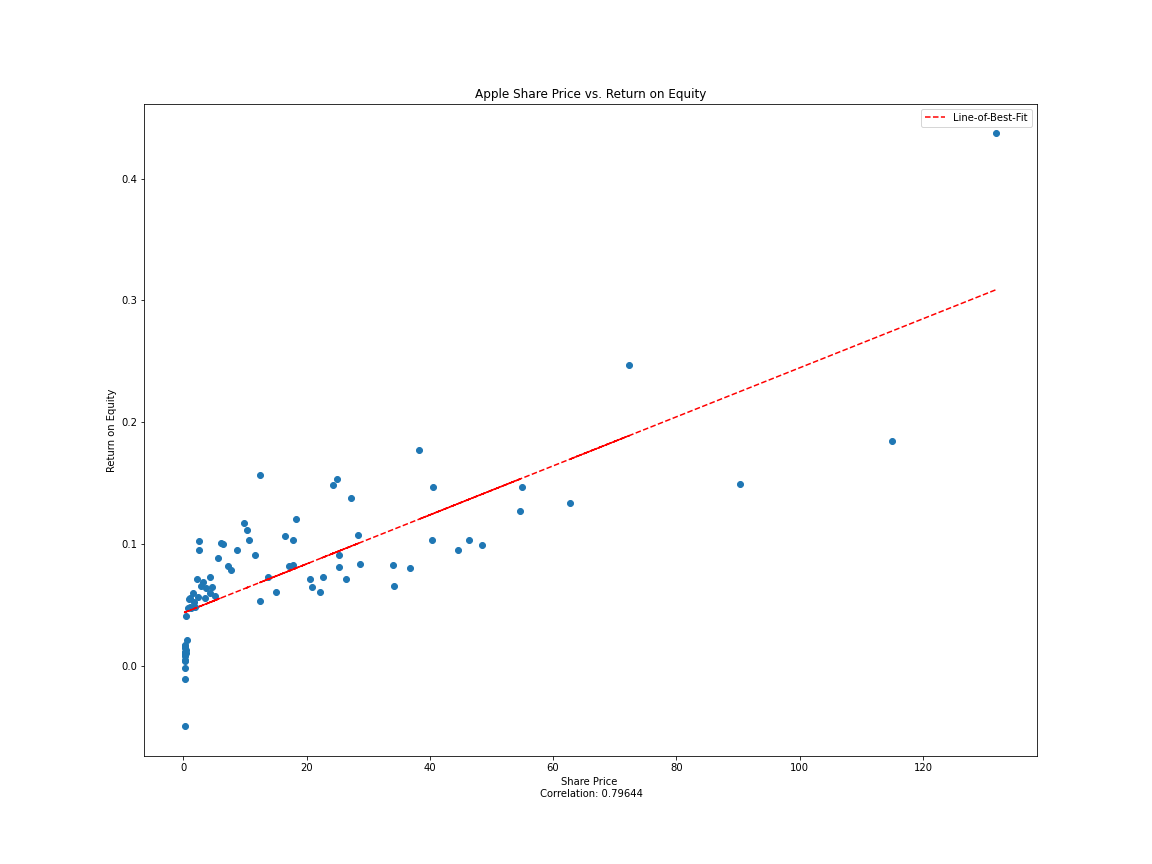 Apple Share Price vs. Return on Equity
Line-of-Best-Fit
0.4
0.3
0.2
0.1
0.0
Return on Equity
0 20 40 60 80 100 120
Share Price
Correlation: 0.79644